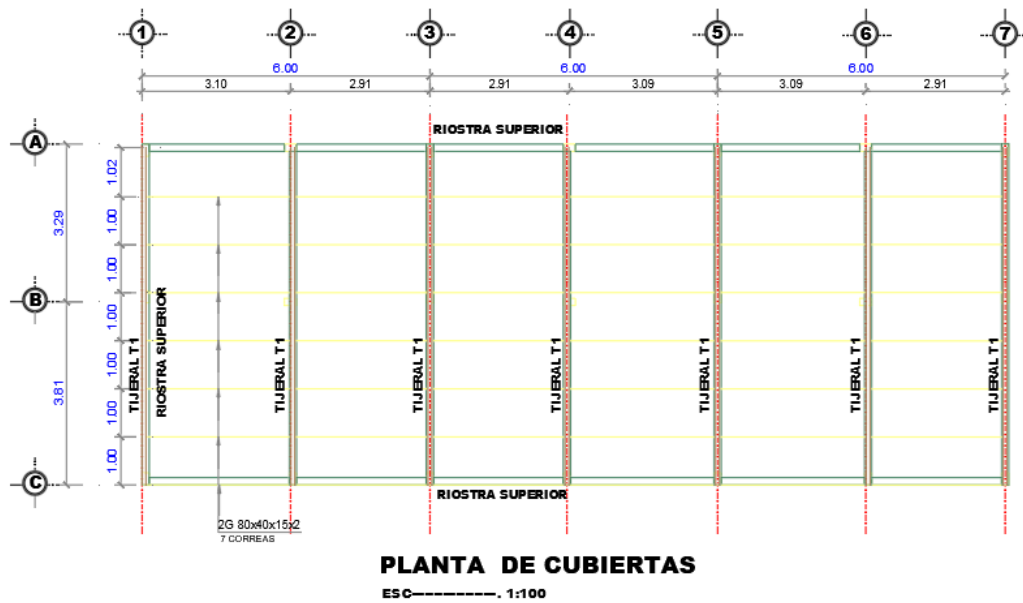 1 2 3 4 5 6 7
6.00 6.00 6.00
3.10 2.91 2.91 3.09 3.09 2.91
RIOSTRA SUPERIOR
A
1.02
3.29
1.00
1.00
B
1.00
RIOSTRA SUPERIOR
TIJERAL T1 TIJERAL T1 TIJERAL T1 TIJERAL T1 TIJERAL T1 TIJERAL T1 TIJERAL T1
1.00
3.81
1.00
1.00
C
RIOSTRA SUPERIOR
2G 80x40x15x2
7 CORREAS
PLANTA DE CUBIERTAS
ESC----------. 1:100